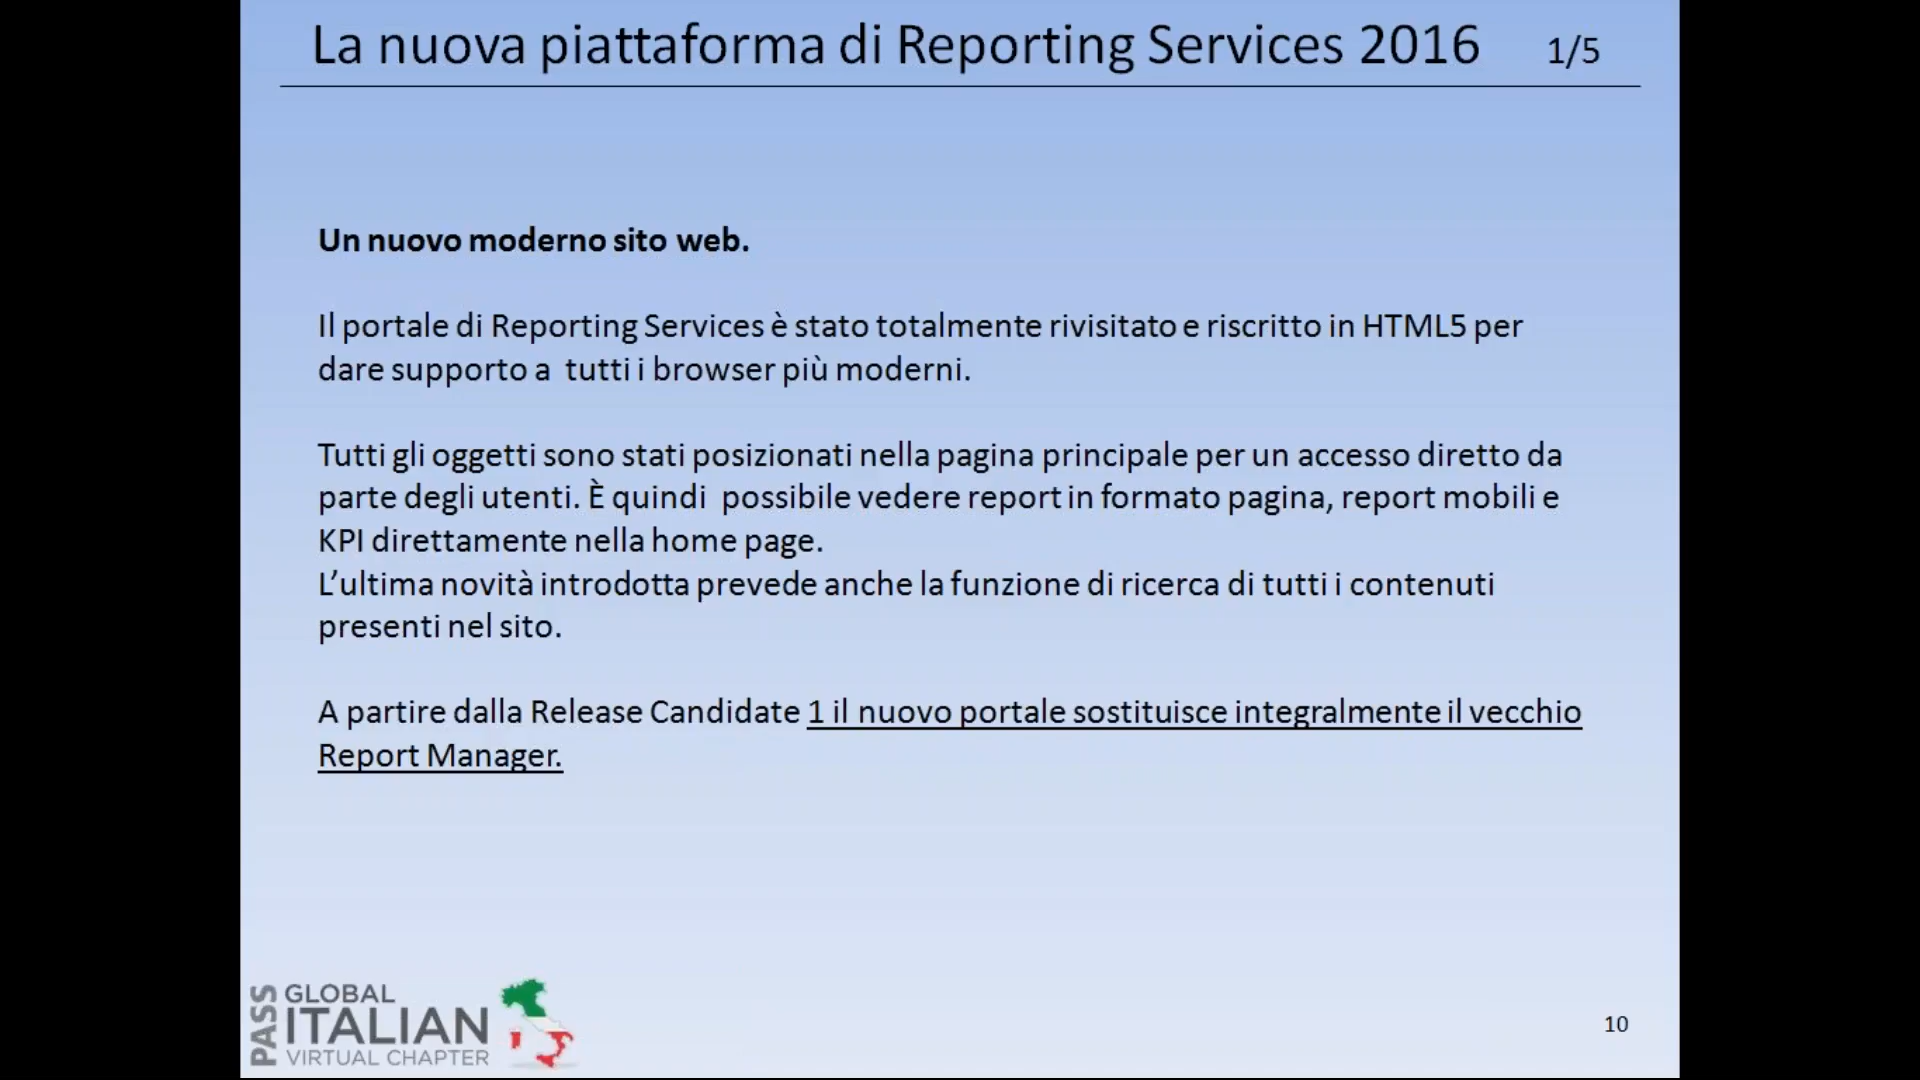 La nuova piattaforma di Reporting Services 2016 1/5
Un nuovo moderno sito web.
Il portale di Reporting Services è stato totalmente rivisitato e riscritto in HTML5 per
dare supporto a tutti i browser più moderni.
Tutti gli oggetti sono stati posizionati nella pagina principale per un accesso diretto da
parte degli utenti. È quindi possibile vedere report in formato pagina, report mobili e
KPI direttamente nella home page.
L’ultima novità introdotta prevede anche la funzione di ricerca di tutti i contenuti
presenti nel sito.
A partire dalla Release Candidate 1 il nuovo portale sostituisce integralmente il vecchio
Report Manager.
PASS
GLOBAL
ITALIAN
VIRTUAL CHAPTER
10